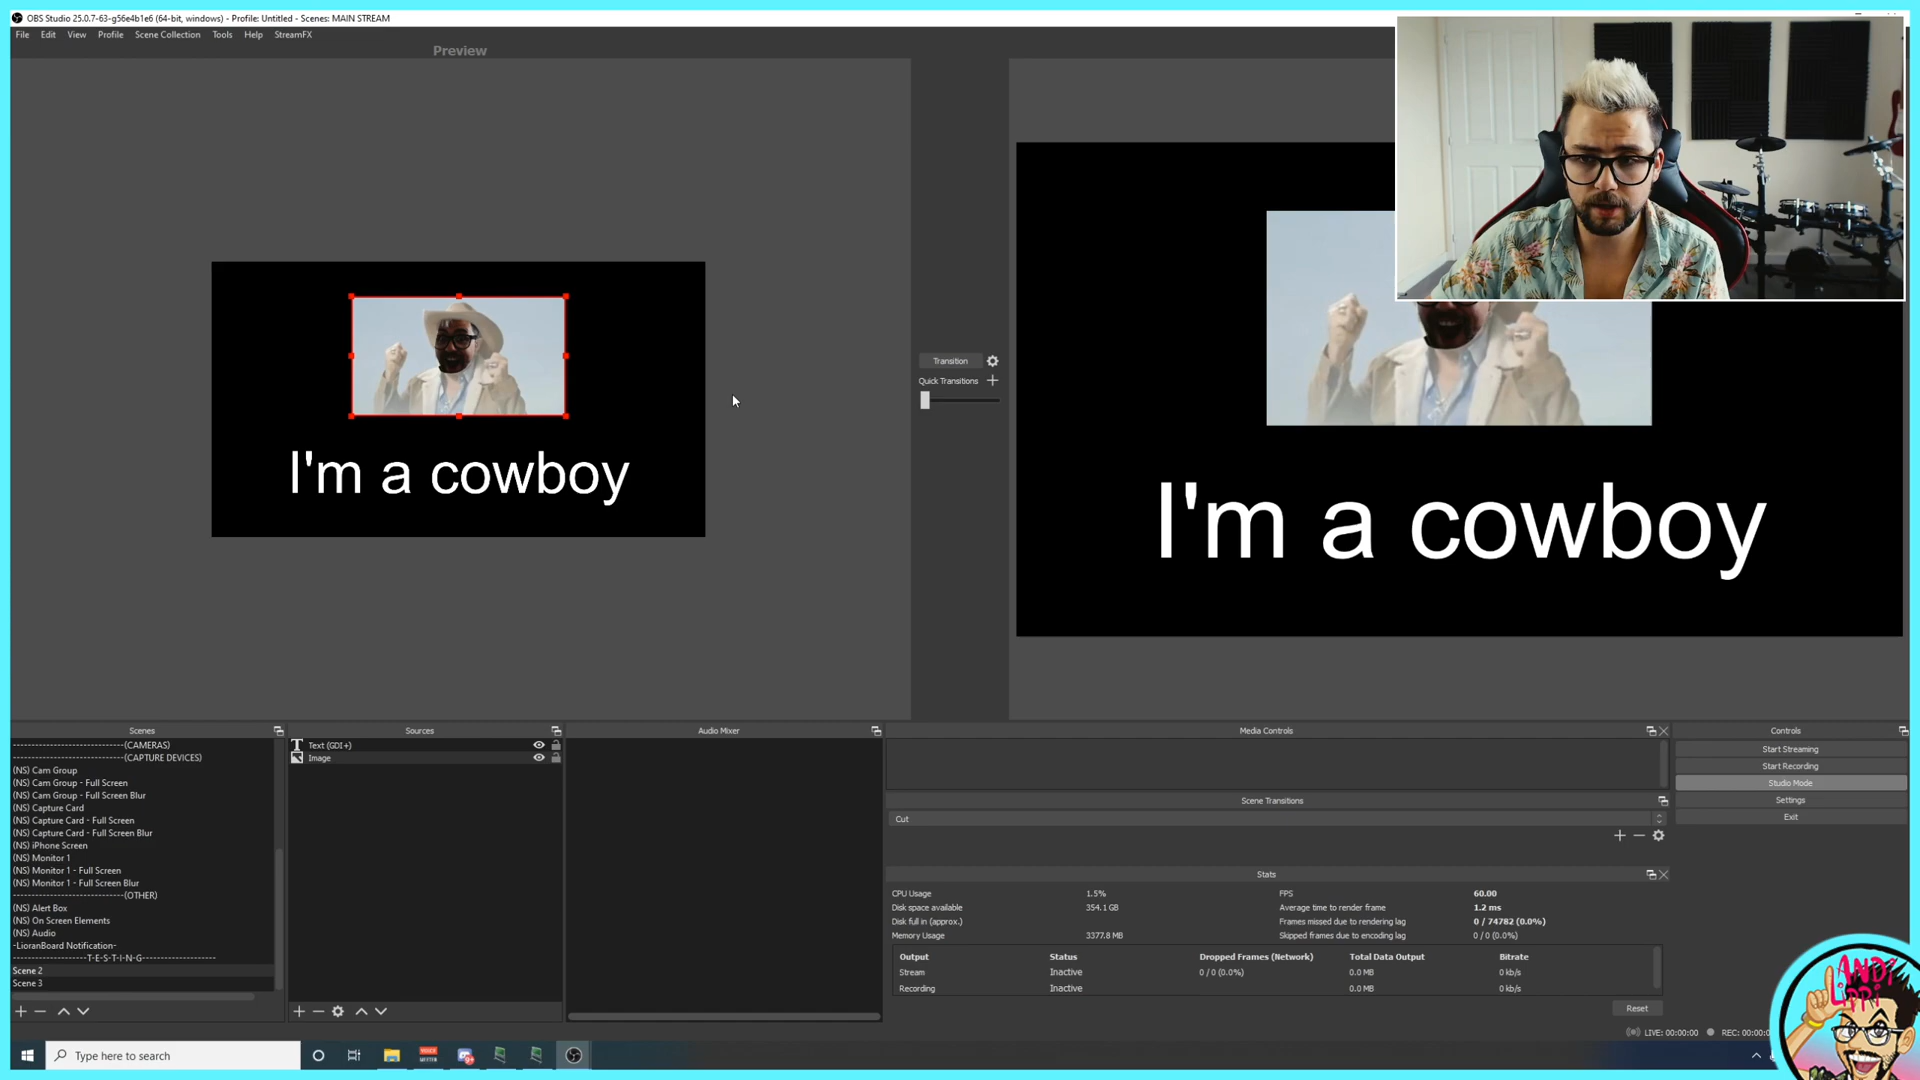 OBS Studio 25.0.7-63-g56e4b1e6 (64-bit, windows) - Profile: Untitled - Scenes: MAIN STREAM
File Edit View Profile Scene Collection Tools Help StreamFX
Preview
I'm a cowboy
Transition
Quick Transitions
I'm a cowboy
Scenes
-------------------------------(CAMERAS)
-------------------------------(CAPTURE DEVICES)
(NS) Cam Group
(NS) Cam Group - Full Screen
(NS) Cam Group - Full Screen Blur
(NS) Capture Card
(NS) Capture Card - Full Screen
(NS) Capture Card - Full Screen Blur
(NS) iPhone Screen
(NS) Monitor 1
(NS) Monitor 1 - Full Screen
(NS) Monitor 1 - Full Screen Blur
-------------------------------(OTHER)
(NS) Alert Box
(NS) On Screen Elements
(NS) Audio
-LioranBoard Notification-
--------------------T-E-S-T-I-N-G--------------------
Scene 2
Scene 3
Sources
Text (GDI+)
Image
Audio Mixer
Media Controls
Scene Transitions
Cut
Stats
CPU Usage 1.5% FPS 60.00
Disk space available 354.1 GB Average time to render frame 1.2 ms
Disk full in (approx.) Frames missed due to rendering lag 0 / 74782 (0.0%)
Memory Usage 3377.8 MB Skipped frames due to encoding lag 0 / 0 (0.0%)
Output Status Dropped Frames (Network) Total Data Output Bitrate
Stream Inactive 0 / 0 (0.0%) 0.0 MB 0 kb/s
Recording Inactive 0.0 MB 0 kb/s
Reset
Controls
Start Streaming
Start Recording
Studio Mode
Settings
Exit
LIVE: 00:00:00 REC: 00:00:0
Type here to search
ANDI LIPPI